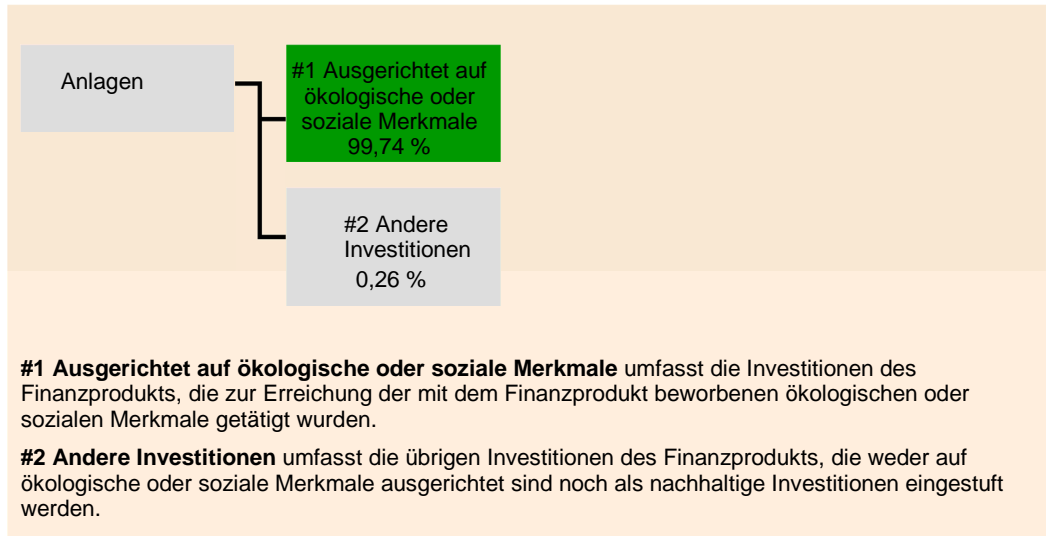 Anlagen
#1 Ausgerichtet auf
ökologische oder
soziale Merkmale
99,74 %
#2 Andere
Investitionen
0,26 %
#1 Ausgerichtet auf ökologische oder soziale Merkmale umfasst die Investitionen des
Finanzprodukts, die zur Erreichung der mit dem Finanzprodukt beworbenen ökologischen oder
sozialen Merkmale getätigt wurden.
#2 Andere Investitionen umfasst die übrigen Investitionen des Finanzprodukts, die weder auf
ökologische oder soziale Merkmale ausgerichtet sind noch als nachhaltige Investitionen eingestuft
werden.